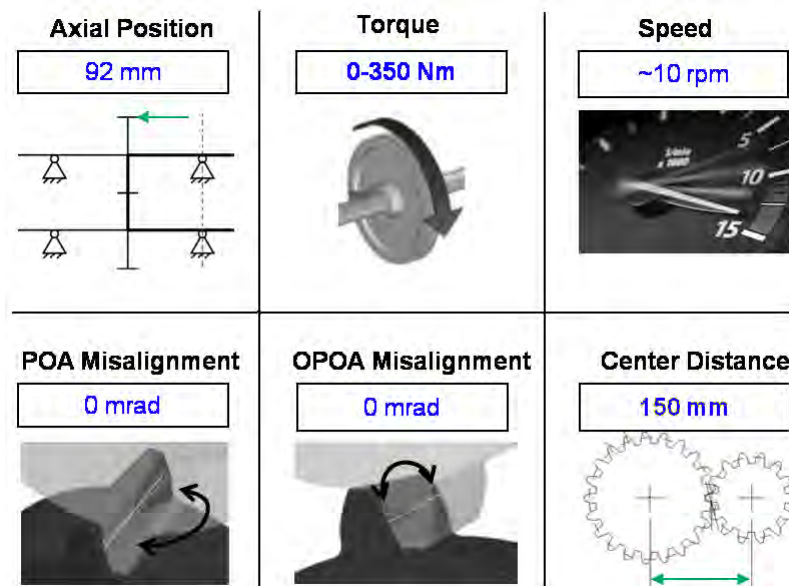 Axial Position
92 mm
Torque
0-350 Nm
Speed
~10 rpm
5
10
15
POA Misalignment
0 mrad
OPOA Misalignment
0 mrad
Center Distance
150 mm